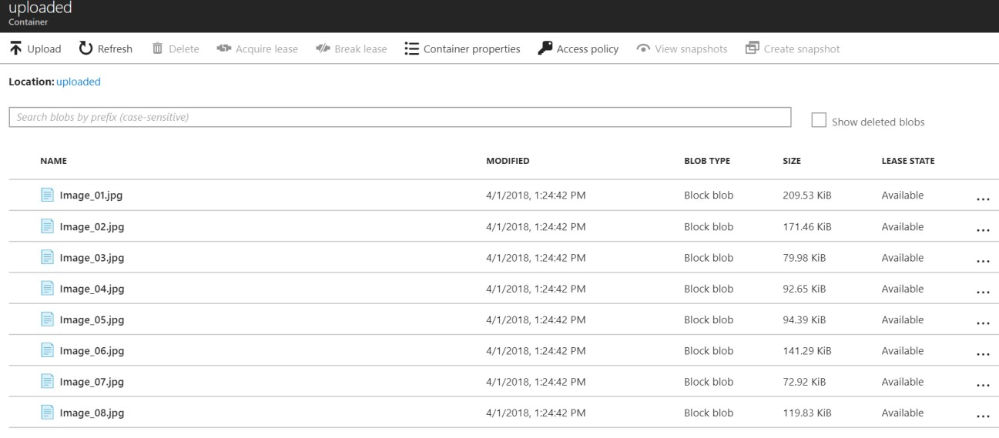 uploaded
Container
Upload Refresh Delete Acquire lease Break lease Container properties Access policy View snapshots Create snapshot
Location: uploaded
Search blobs by prefix (case-sensitive) Show deleted blobs
NAME MODIFIED BLOB TYPE SIZE LEASE STATE
Image_01.jpg 4/1/2018, 1:24:42 PM Block blob 209.53 KiB Available ...
Image_02.jpg 4/1/2018, 1:24:42 PM Block blob 171.46 KiB Available ...
Image_03.jpg 4/1/2018, 1:24:42 PM Block blob 79.98 KiB Available ...
Image_04.jpg 4/1/2018, 1:24:42 PM Block blob 92.65 KiB Available ...
Image_05.jpg 4/1/2018, 1:24:42 PM Block blob 94.39 KiB Available ...
Image_06.jpg 4/1/2018, 1:24:42 PM Block blob 141.29 KiB Available ...
Image_07.jpg 4/1/2018, 1:24:42 PM Block blob 72.92 KiB Available ...
Image_08.jpg 4/1/2018, 1:24:42 PM Block blob 119.83 KiB Available ...